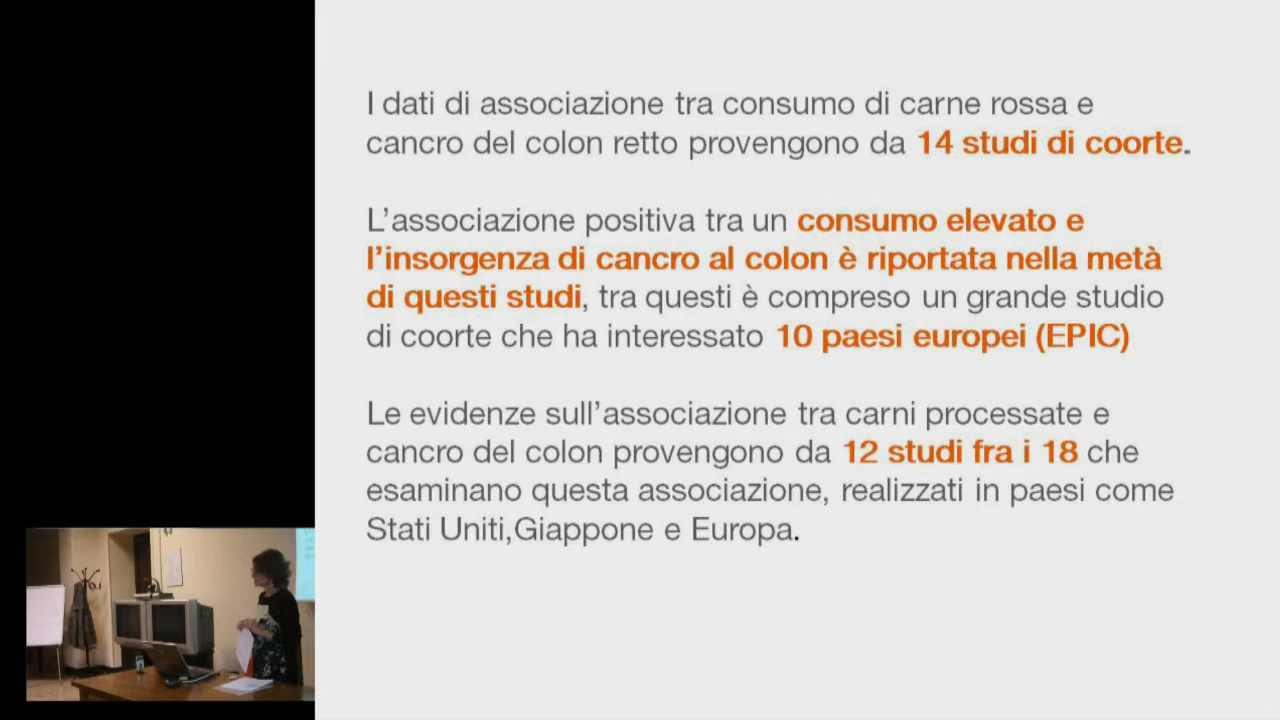 I dati di associazione tra consumo di carne rossa e
cancro del colon retto provengono da 14 studi di coorte.
L’associazione positiva tra un consumo elevato e
l’insorgenza di cancro al colon è riportata nella metà
di questi studi, tra questi è compreso un grande studio
di coorte che ha interessato 10 paesi europei (EPIC)
Le evidenze sull’associazione tra carni processate e
cancro del colon provengono da 12 studi fra i 18 che
esaminano questa associazione, realizzati in paesi come
Stati Uniti,Giappone e Europa.